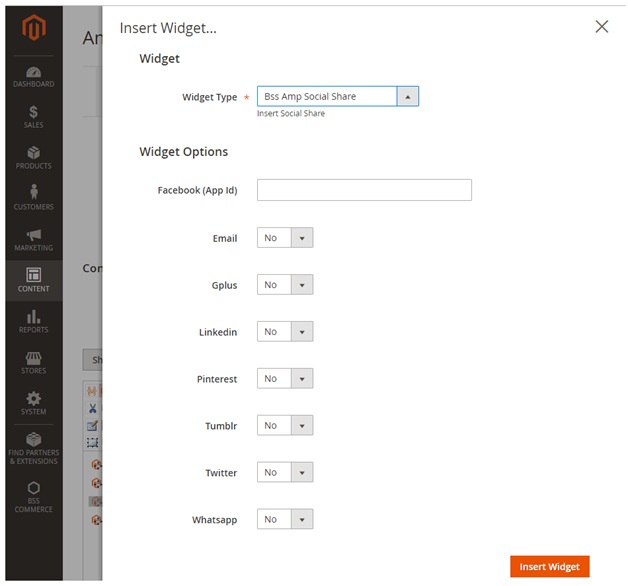 Insert Widget...
An
Widget
DASHBOARD
Widget Type *
Bss Amp Social Share
Insert Social Share
SALES
Widget Options
PRODUCTS
Facebook (App Id)
CUSTOMERS
Email No
MARKETING
Con
CONTENT
Gplus No
REPORTS
Linkedin No
Sh
STORES
Pinterest No
SYSTEM
Tumblr No
FIND PARTNERS
& EXTENSIONS
Twitter No
BSS
COMMERCE
Whatsapp No
Insert Widget